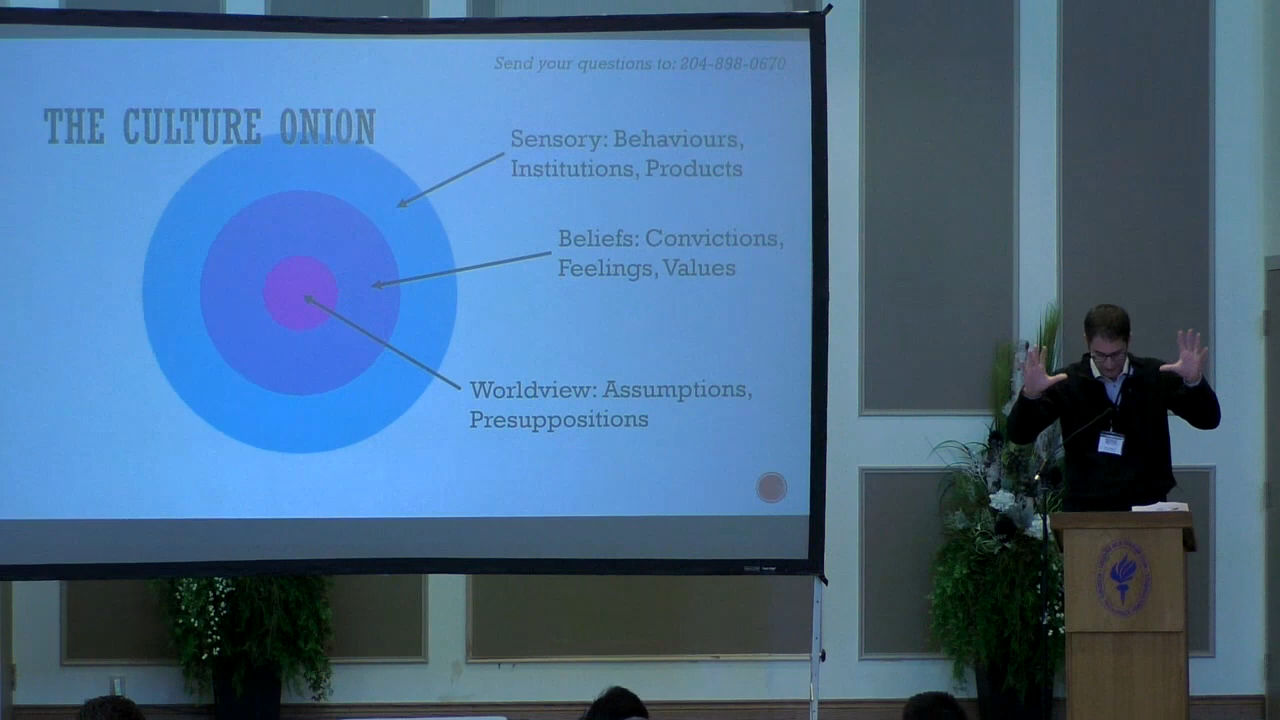 Send your questions to: 204-898-0670
THE CULTURE ONION
Sensory: Behaviours,
Institutions, Products
Beliefs: Convictions,
Feelings, Values
Worldview: Assumptions,
Presuppositions